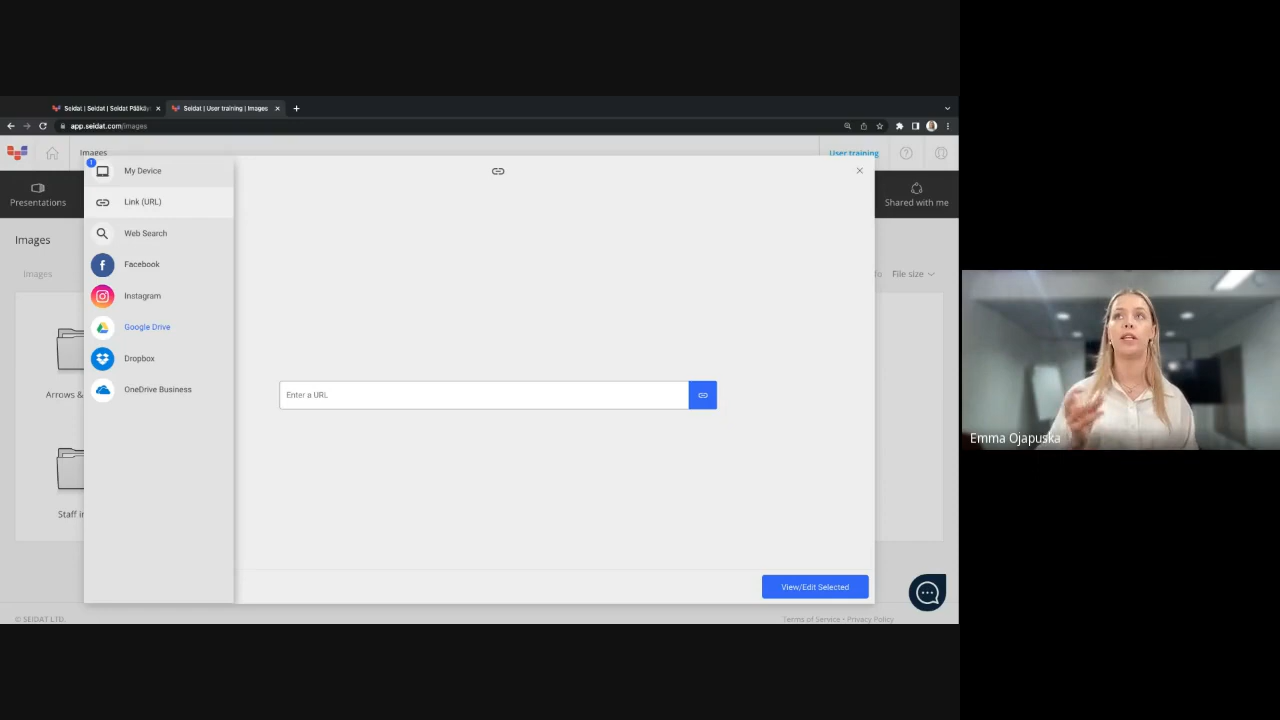 Seidat | Seidat | Seidat Pääkäy
Seidat | User training | Images
app.seidat.com/images
Images
User training
Presentations
Shared with me
Images
Images
File size
My Device
Link (URL)
Web Search
Facebook
Instagram
Google Drive
Dropbox
OneDrive Business
Arrows &
Staff in
Enter a URL
View/Edit Selected
© SEIDAT LTD.
Terms of Service • Privacy Policy
Emma Ojapuska